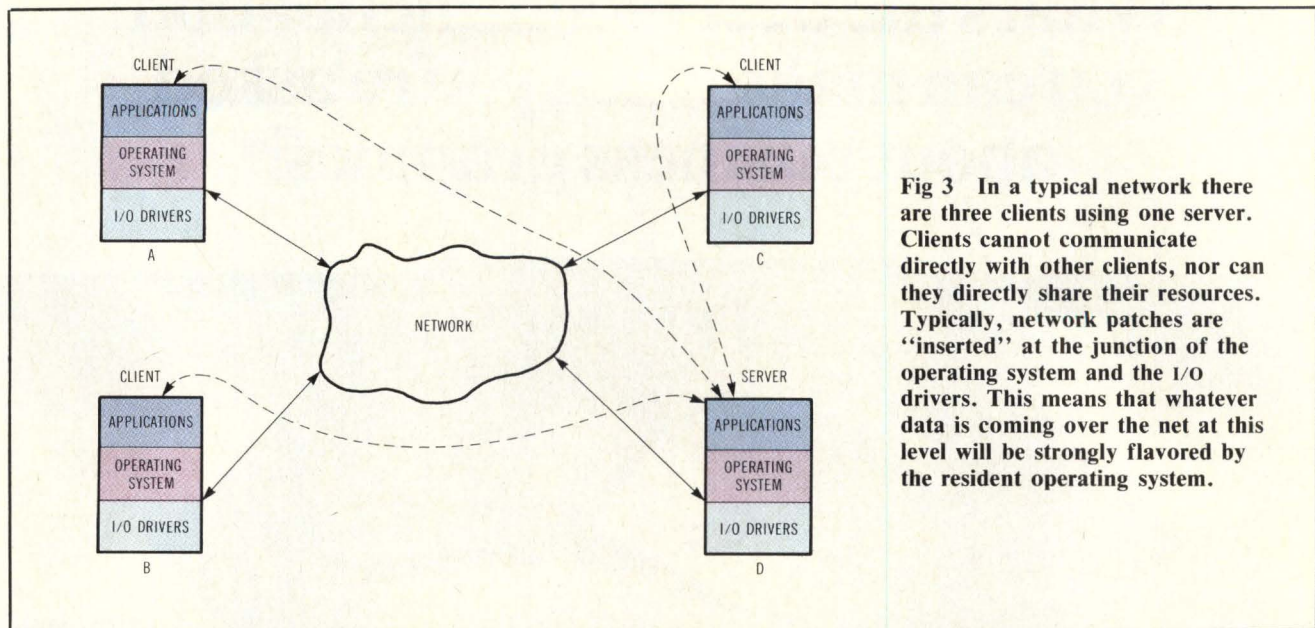 CLIENT
APPLICATIONS
OPERATING
SYSTEM
I/O DRIVERS
A
CLIENT
APPLICATIONS
OPERATING
SYSTEM
I/O DRIVERS
C
NETWORK
CLIENT
APPLICATIONS
OPERATING
SYSTEM
I/O DRIVERS
B
SERVER
APPLICATIONS
OPERATING
SYSTEM
I/O DRIVERS
D
Fig 3 In a typical network there
are three clients using one server.
Clients cannot communicate
directly with other clients, nor can
they directly share their resources.
Typically, network patches are
‘‘inserted’’ at the junction of the
operating system and the I/O
drivers. This means that whatever
data is coming over the net at this
level will be strongly flavored by
the resident operating system.